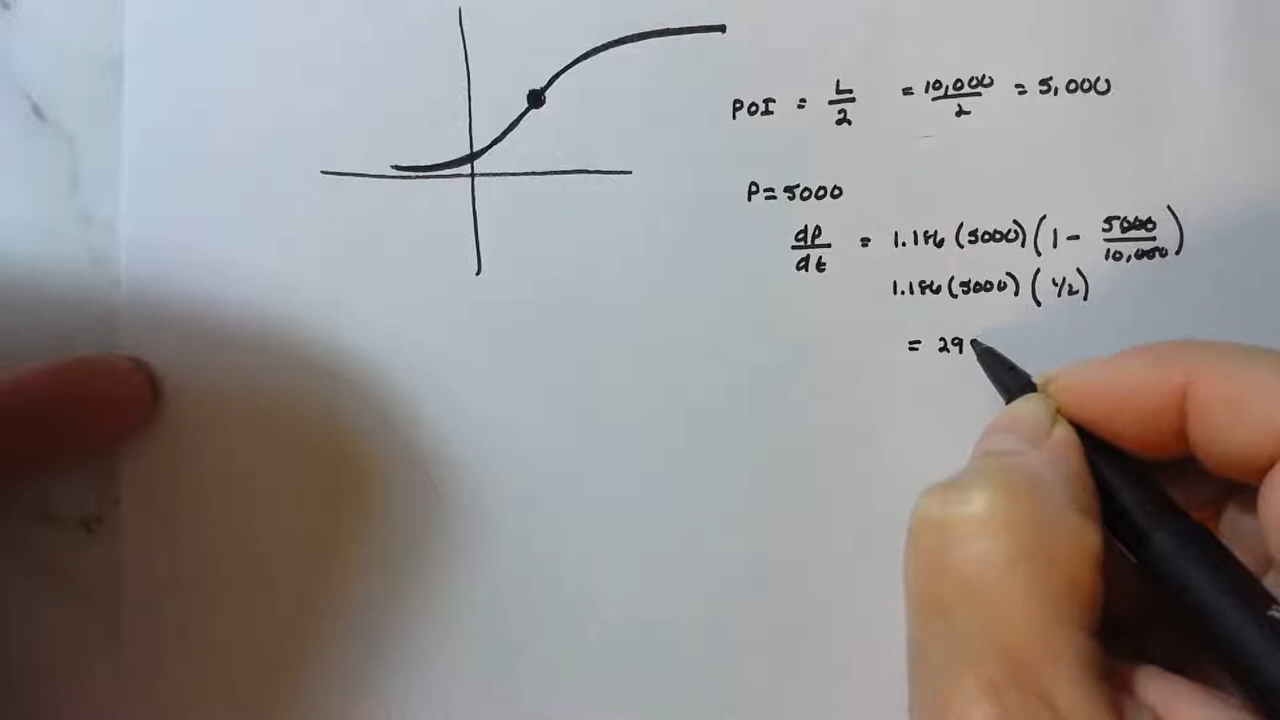 POI = L/2 = 10,000/2 = 5,000
P=5000
dP/dt = 1.186 (5000) (1 - 5000/10,000)
1.186 (5000) (1/2)
= 29